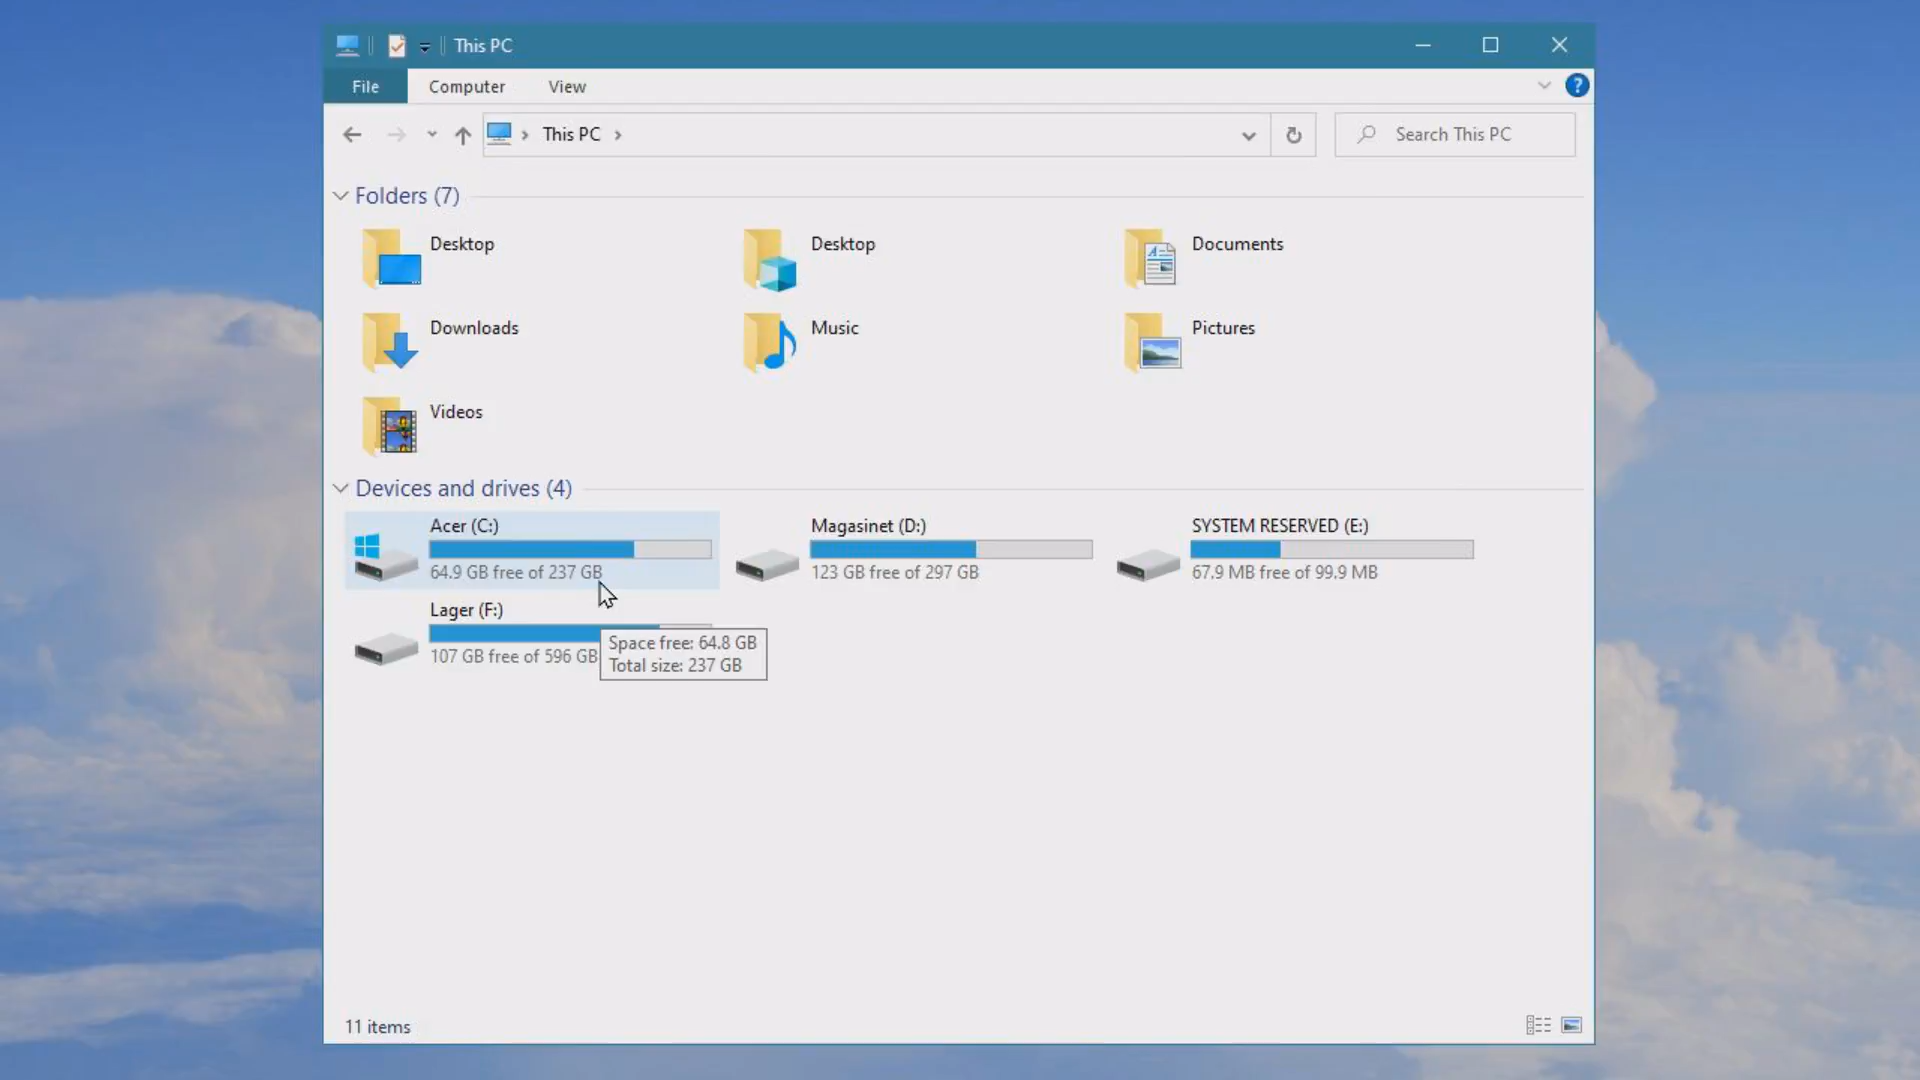 This PC
File Computer View
This PC
Search This PC
Folders (7)
Desktop
Desktop
Documents
Downloads
Music
Pictures
Videos
Devices and drives (4)
Acer (C:)
64.9 GB free of 237 GB
Magasinet (D:)
123 GB free of 297 GB
SYSTEM RESERVED (E:)
67.9 MB free of 99.9 MB
Lager (F:)
107 GB free of 596 GB
Space free: 64.8 GB
Total size: 237 GB
11 items